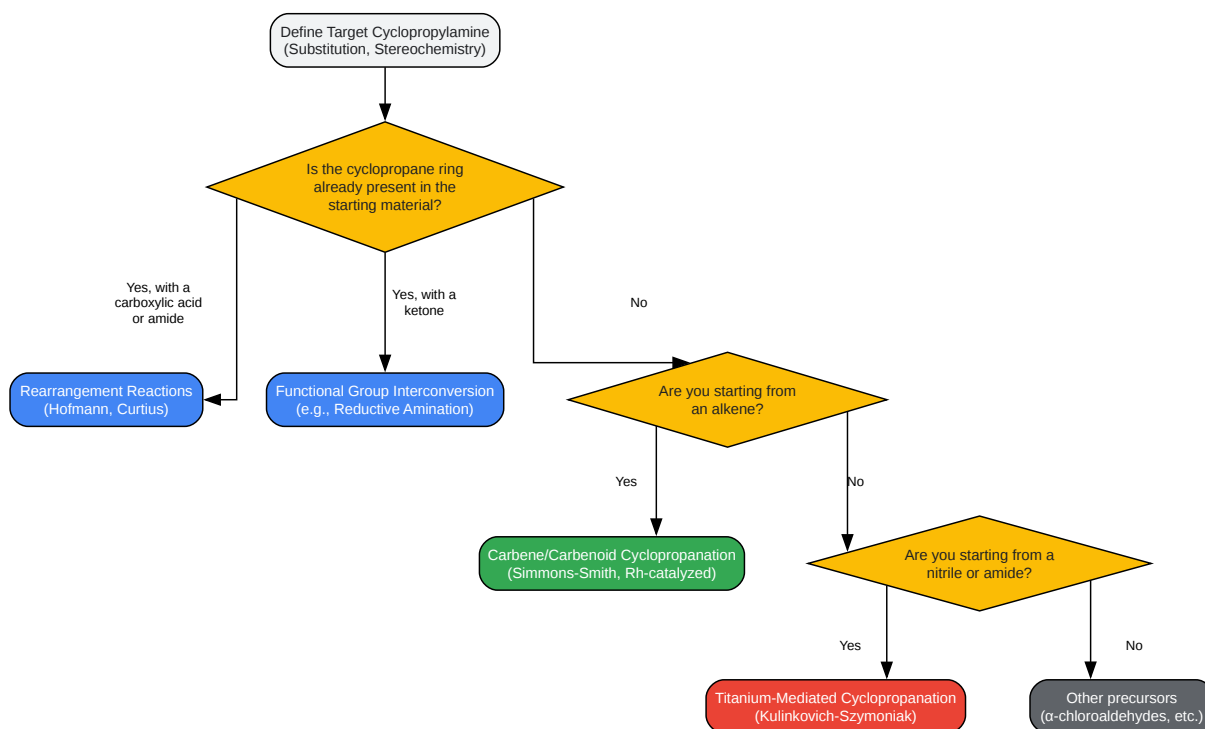 Define Target Cyclopropylamine
(Substitution, Stereochemistry)
Is the cyclopropane ring
already present in the
starting material?
Yes, with a
carboxylic acid
or amide
Yes, with a
ketone
No
Rearrangement Reactions
(Hofmann, Curtius)
Functional Group Interconversion
(e.g., Reductive Amination)
Are you starting from
an alkene?
Yes
No
Carbene/Carbenoid Cyclopropanation
(Simmons-Smith, Rh-catalyzed)
Are you starting from a
nitrile or amide?
Yes
No
Titanium-Mediated Cyclopropanation
(Kulinkovich-Szymoniak)
Other precursors
(α-chloroaldehydes, etc.)